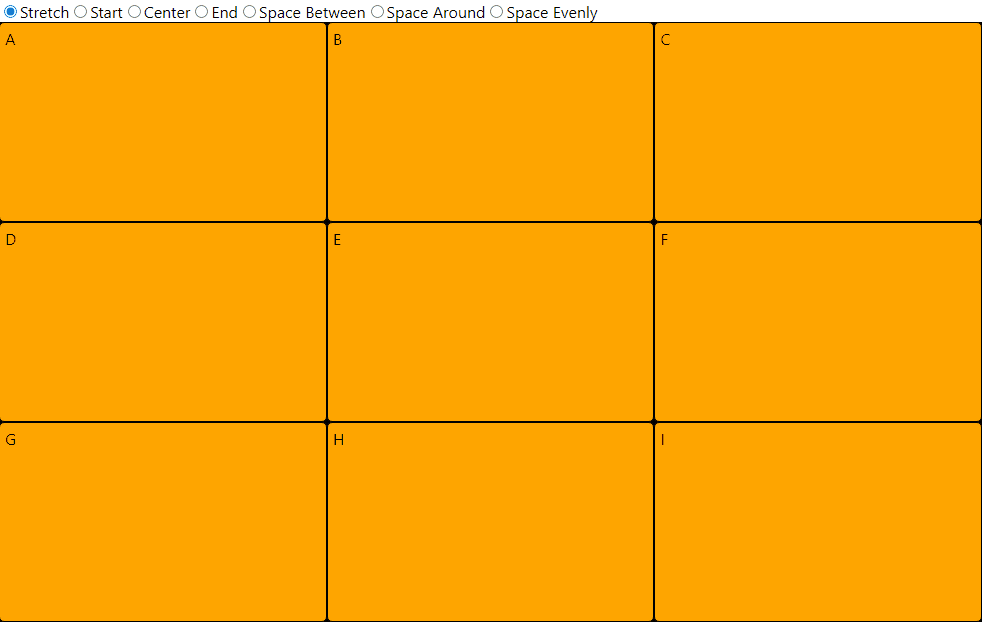 Stretch Start Center End Space Between Space Around Space Evenly
A B C
D E F
G H I